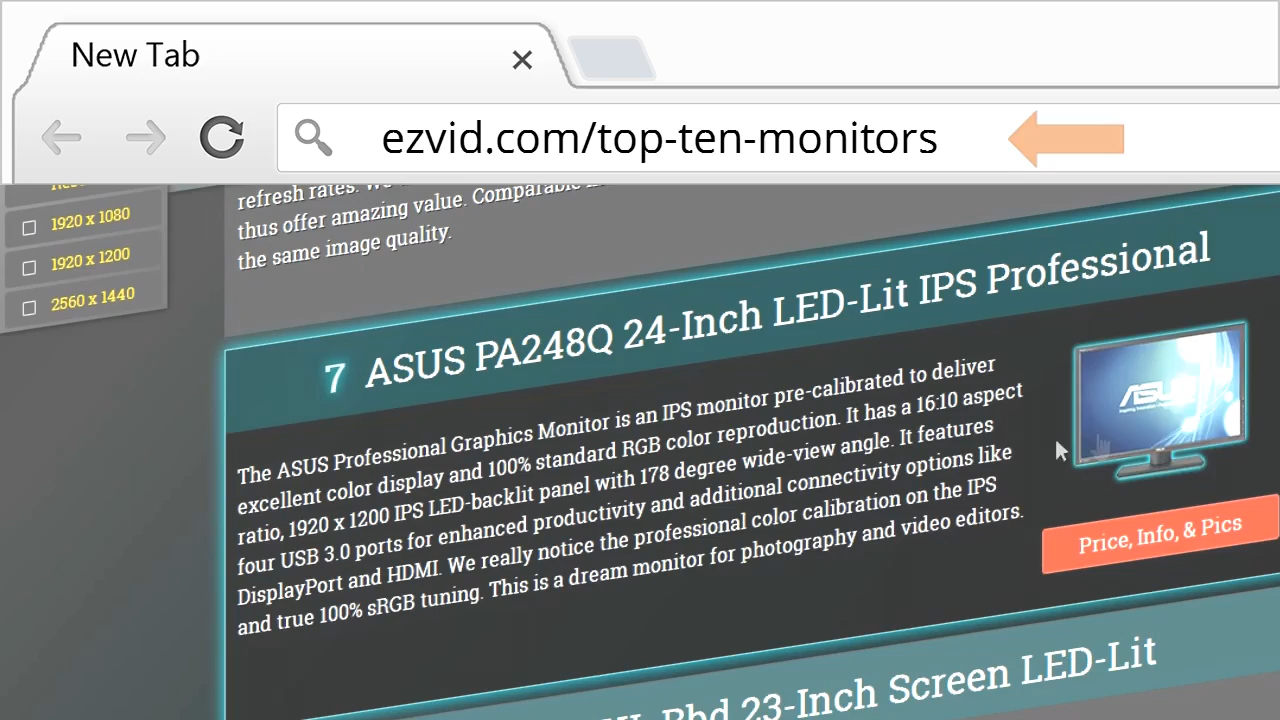 New Tab
ezvid.com/top-ten-monitors
1920 x 1080
1920 x 1200
2560 x 1440
refresh rates.
thus offer amazing value. Comparable
the same image quality.
7 ASUS PA248Q 24-Inch LED-Lit IPS Professional
The ASUS Professional Graphics Monitor is an IPS monitor pre-calibrated to deliver
excellent color display and 100% standard RGB color reproduction. It has a 16:10 aspect
ratio, 1920 x 1200 IPS LED-backlit panel with 178 degree wide-view angle. It features
four USB 3.0 ports for enhanced productivity and additional connectivity options like
DisplayPort and HDMI. We really notice the professional color calibration on the IPS
and true 100% sRGB tuning. This is a dream monitor for photography and video editors.
ASUS
Price, Info, & Pics
Bbd 23-Inch Screen LED-Lit